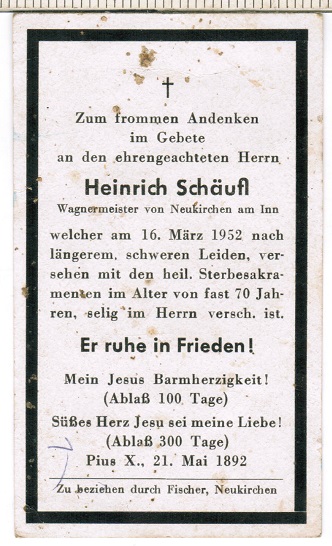 Zum frommen Andenken
im Gebete
an den ehrengeachteten Herrn
Heinrich Schäufl
Wagnermeister von Neukirchen am Inn
welcher am 16. März 1952 nach
längerem, schweren Leiden, ver-
sehen mit den heil. Sterbesakra-
menten im Alter von fast 70 Jah-
ren, selig im Herrn versch. ist.
Er ruhe in Frieden!
Mein Jesus Barmherzigkeit!
(Ablaß 100 Tage)
Süßes Herz Jesu sei meine Liebe!
(Ablaß 300 Tage)
Pius X., 21. Mai 1892
Zu beziehen durch Fischer, Neukirchen